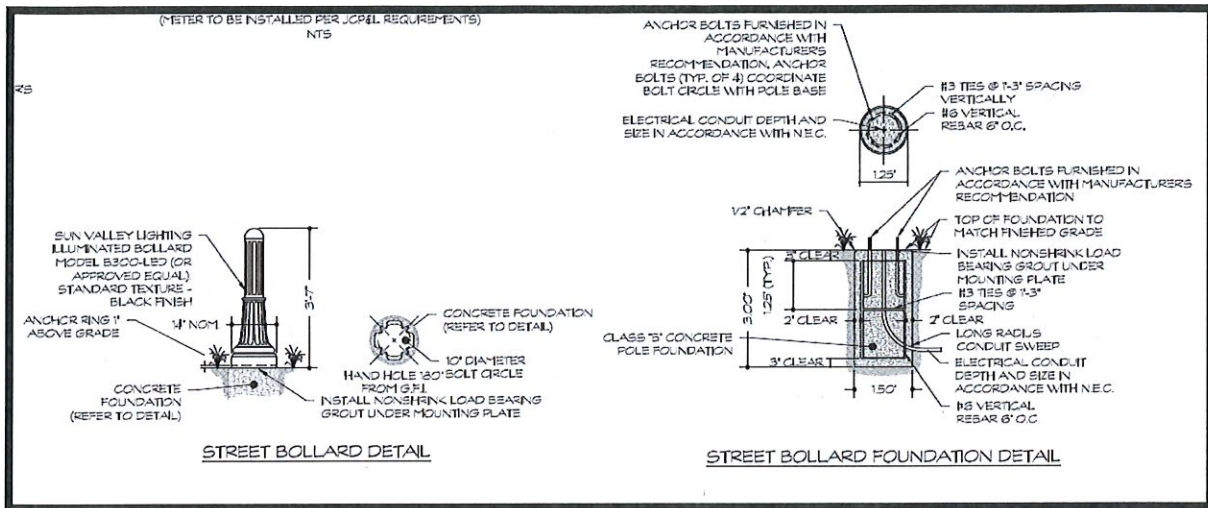 (METER TO BE INSTALLED PER JCP&L REQUIREMENTS)
NTS
RS
SUN VALLEY LIGHTING
ILLUMINATED BOLLARD
MODEL B300-LED (OR
APPROVED EQUAL)
STANDARD TEXTURE -
BLACK FINISH
ANCHOR RING 1"
ABOVE GRADE
14" NOM.
3'-7"
CONCRETE
FOUNDATION
(REFER TO DETAIL)
CONCRETE FOUNDATION
(REFER TO DETAIL)
10" DIAMETER
BOLT CIRCLE
HAND HOLE 180°
FROM G.F.I.
INSTALL NONSHRINK LOAD BEARING
GROUT UNDER MOUNTING PLATE
STREET BOLLARD DETAIL
ANCHOR BOLTS FURNISHED IN
ACCORDANCE WITH
MANUFACTURERS
RECOMMENDATION, ANCHOR
BOLTS (TYP. OF 4) COORDINATE
BOLT CIRCLE WITH POLE BASE
ELECTRICAL CONDUIT DEPTH AND
SIZE IN ACCORDANCE WITH N.E.C.
#3 TIES @ 1'-3" SPACING
VERTICALLY
#6 VERTICAL
REBAR 6" O.C.
1.25'
ANCHOR BOLTS FURNISHED IN
ACCORDANCE WITH MANUFACTURERS
RECOMMENDATION
1/2" CHAMFER
TOP OF FOUNDATION TO
MATCH FINISHED GRADE
3" CLEAR
INSTALL NONSHRINK LOAD
BEARING GROUT UNDER
MOUNTING PLATE
3.00'
1.25' (TYP.)
#3 TIES @ 1'-3"
SPACING
2" CLEAR
2" CLEAR
CLASS "B" CONCRETE
POLE FOUNDATION
LONG RADIUS
CONDUIT SWEEP
3" CLEAR
ELECTRICAL CONDUIT
DEPTH AND SIZE IN
ACCORDANCE WITH N.E.C.
1.50'
#6 VERTICAL
REBAR 6" O.C.
STREET BOLLARD FOUNDATION DETAIL